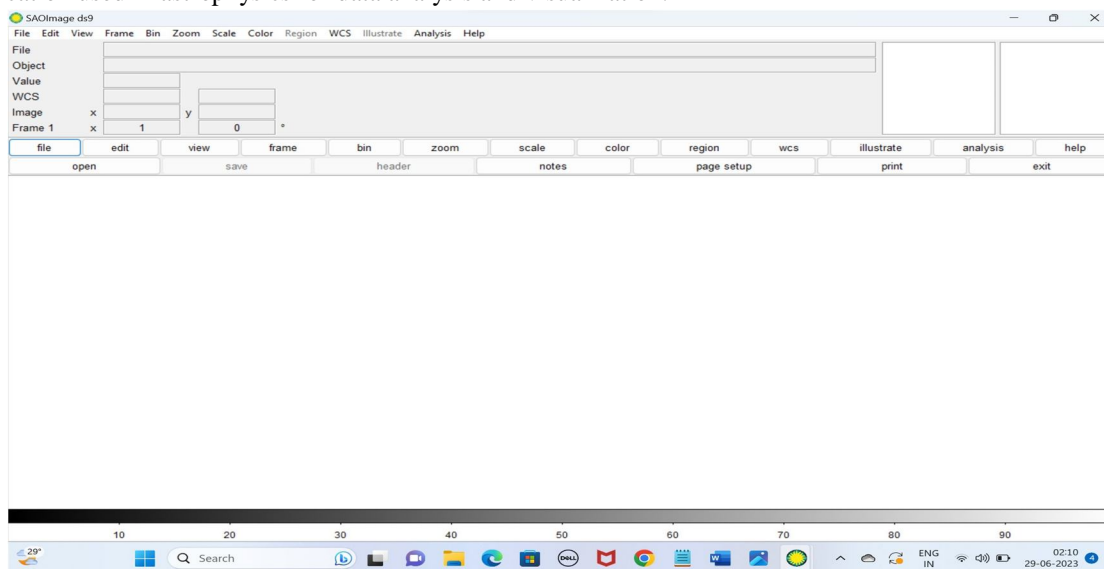 SAOImage ds9
File Edit View Frame Bin Zoom Scale Color Region WCS Illustrate Analysis Help
File
Object
Value
WCS
Image x y
Frame 1 x 1 0 °
file edit view frame bin zoom scale color region wcs illustrate analysis help
open save header notes page setup print exit
10 20 30 40 50 60 70 80 90
29° Search DELL ENG 02:10
IN 29-06-2023 4